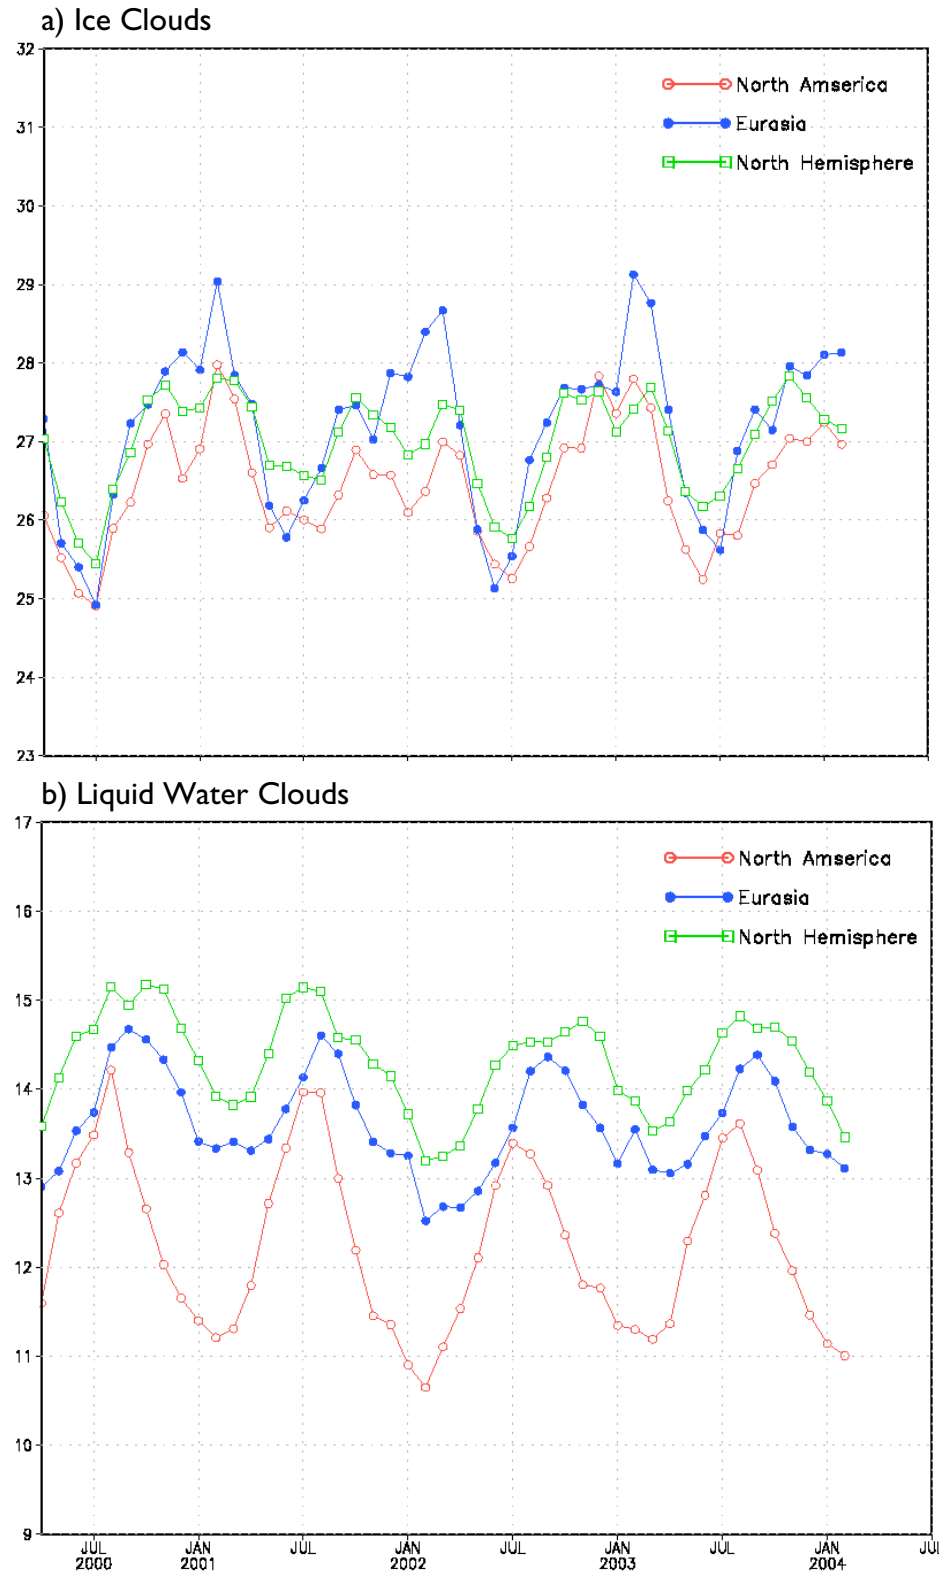 a) Ice Clouds
32
31
30
29
28
27
26
25
24
23
North Amserica
Eurasia
North Hemisphere
b) Liquid Water Clouds
17
16
15
14
13
12
11
10
9
North Amserica
Eurasia
North Hemisphere
JUL JAN JUL JAN JUL JAN JUL JAN JUL
2000 2001 2002 2003 2004